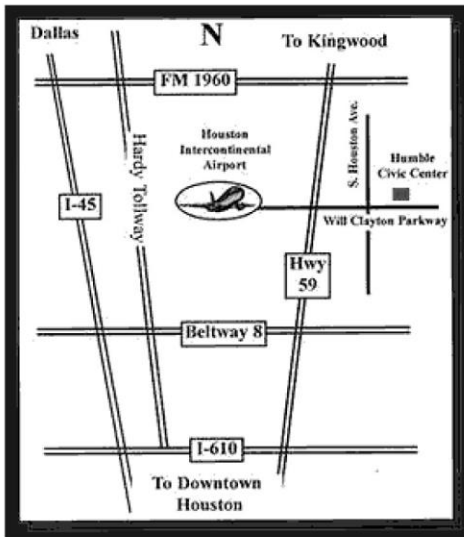 Dallas
N
To Kingwood
FM 1960
Hardy Tollway
Houston
Intercontinental
Airport
S. Houston Ave.
Humble
Civic Center
I-45
Will Clayton Parkway
Hwy
59
Beltway 8
I-610
To Downtown
Houston